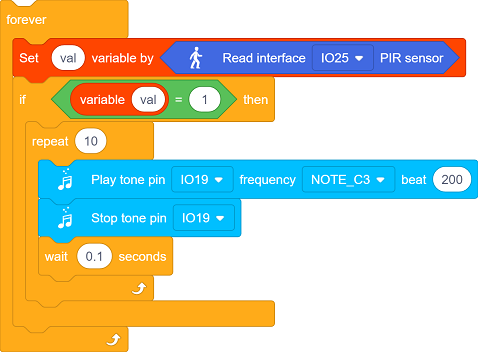 forever
Set val variable by Read interface IO25 PIR sensor
if variable val = 1 then
repeat 10
Play tone pin IO19 frequency NOTE_C3 beat 200
Stop tone pin IO19
wait 0.1 seconds